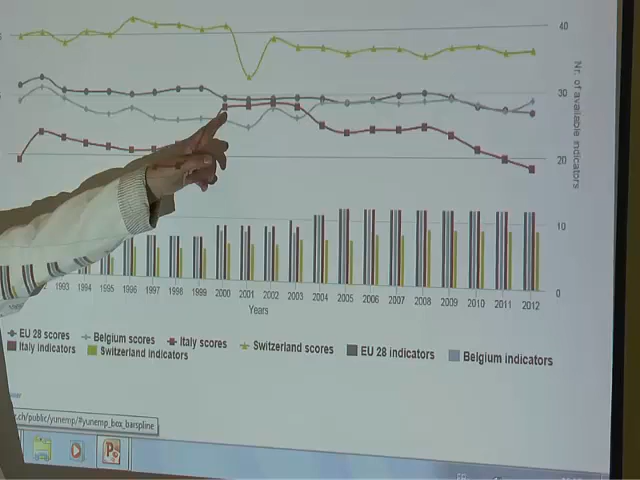 40
30
20
10
0
Nr. of available indicators
1993 1994 1995 1996 1997 1998 1999 2000 2001 2002 2003 2004 2005 2006 2007 2008 2009 2010 2011 2012
Years
EU 28 scores Belgium scores Italy scores Switzerland scores EU 28 indicators Belgium indicators
Italy indicators Switzerland indicators
.ch/public/yunemp/#yunemp_box_barspline